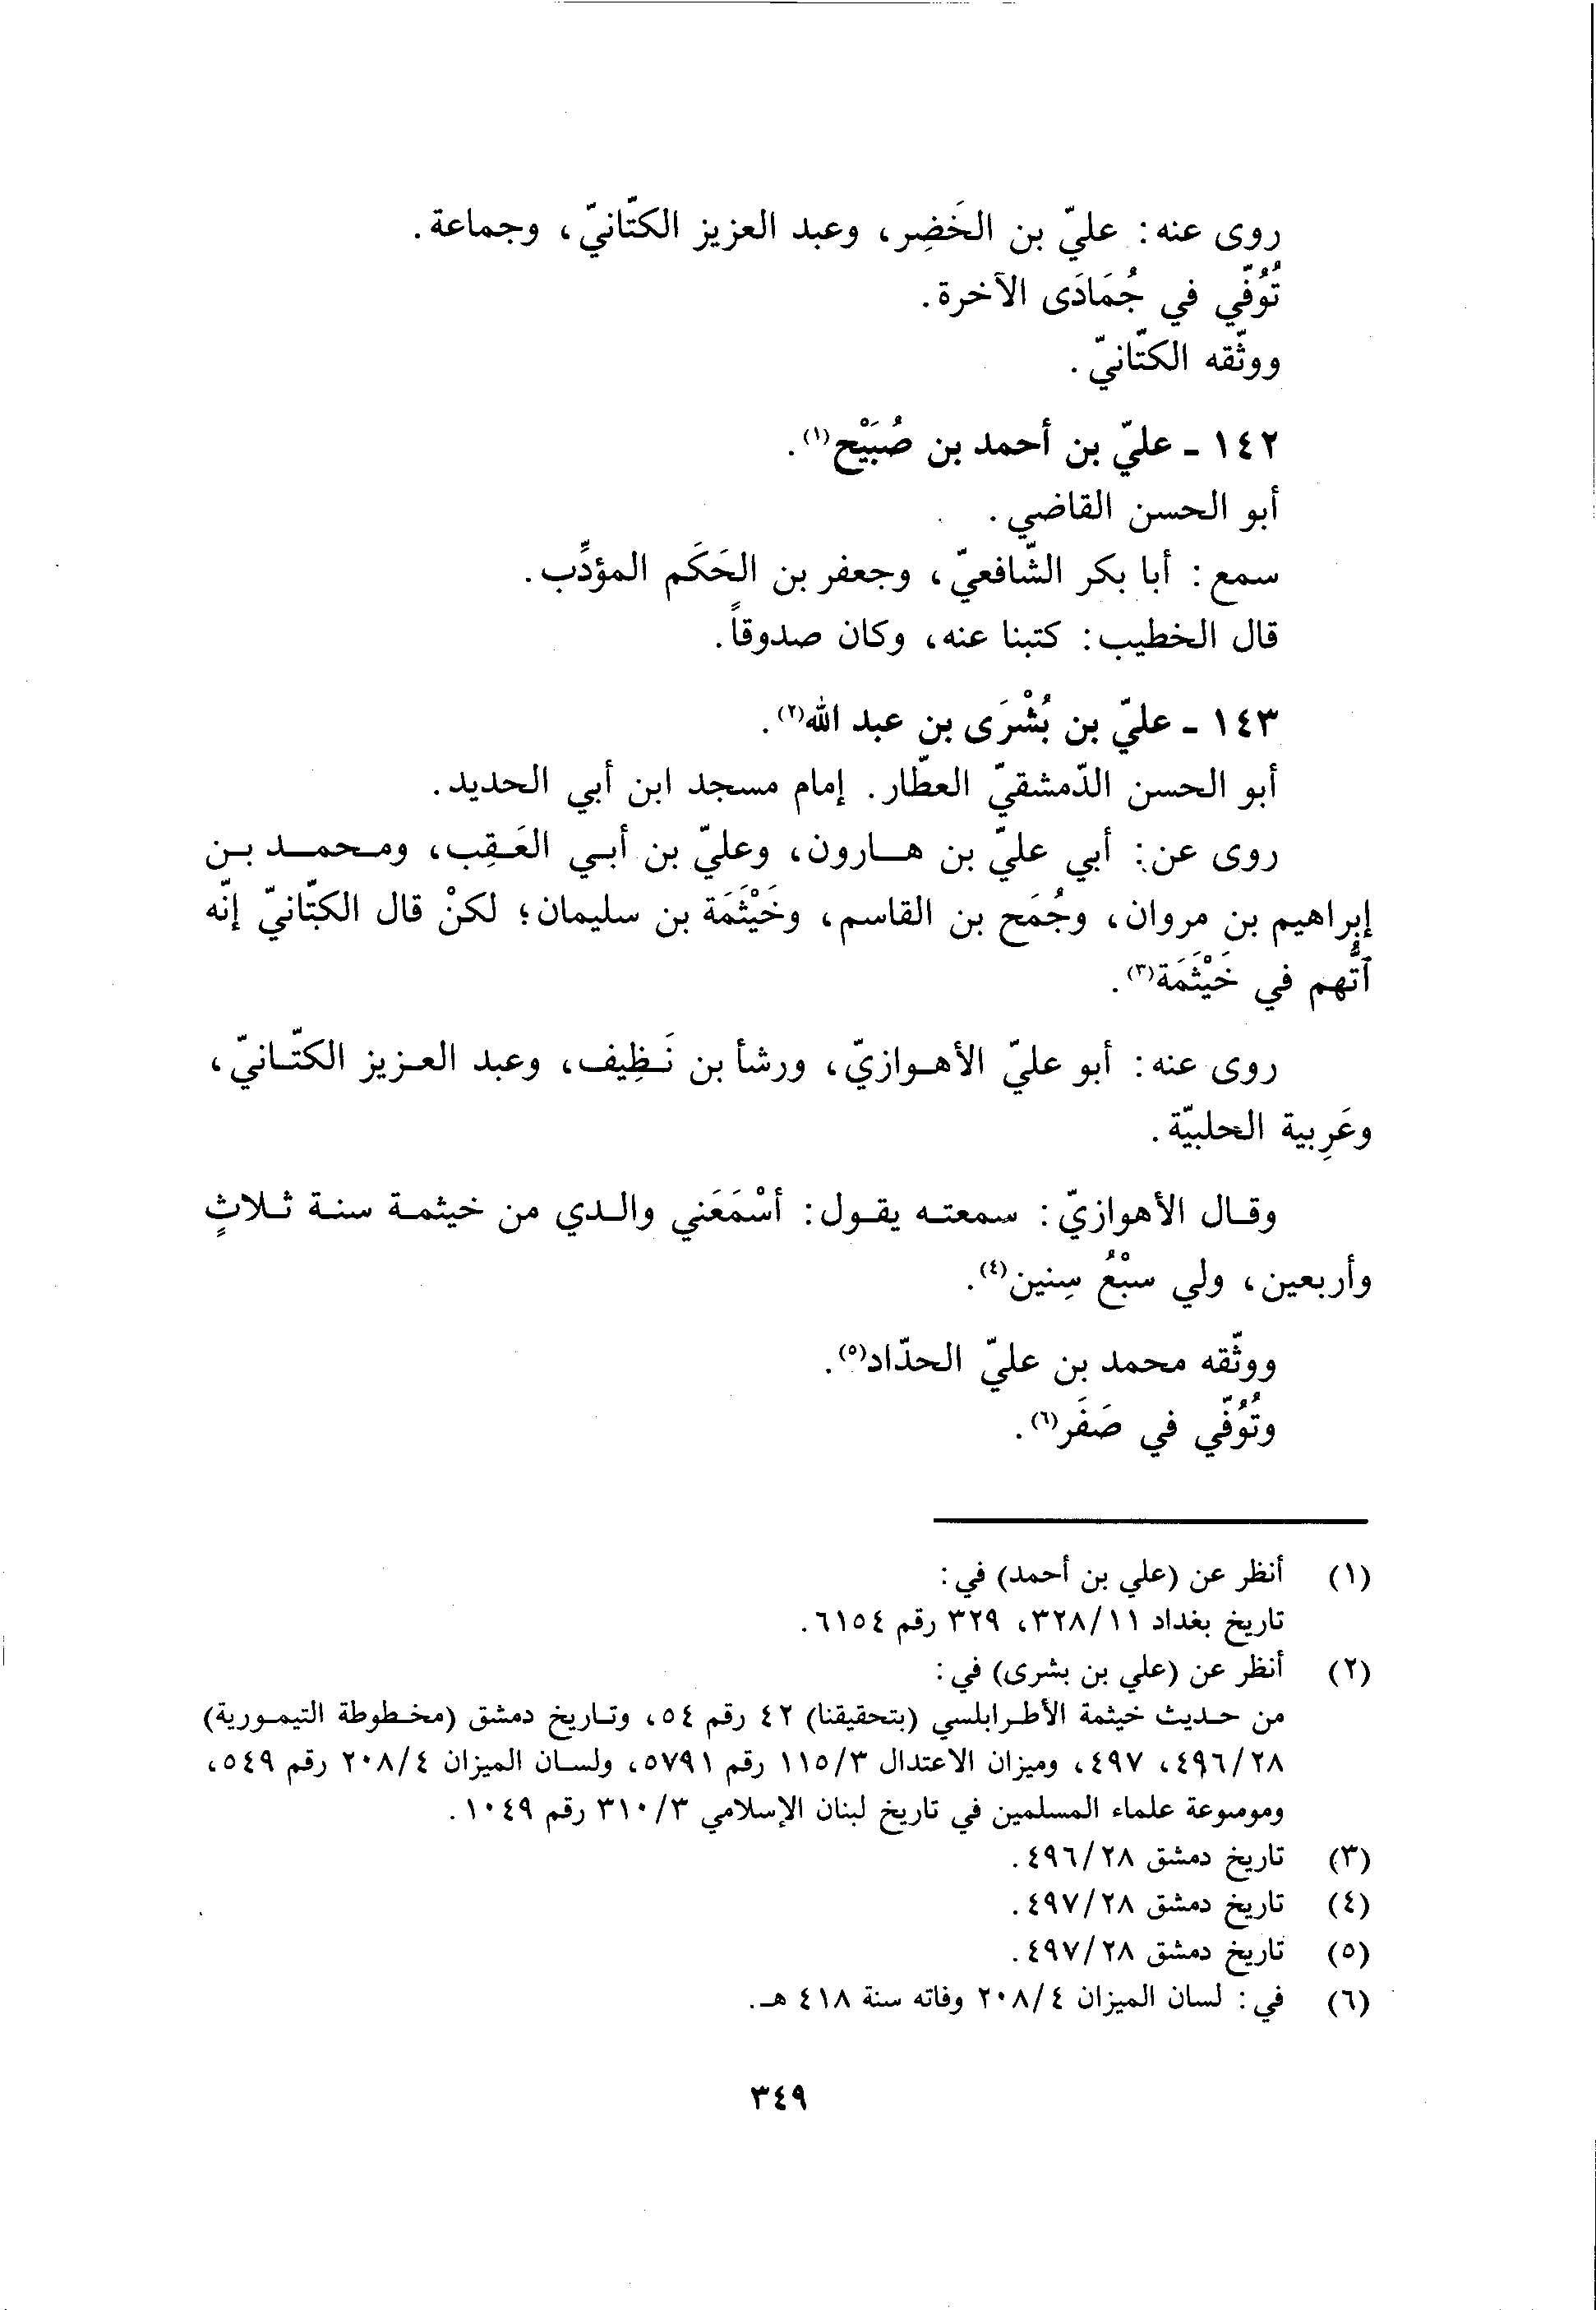 روى عنه: عليّ بن الخَضِر، وعبد العزيز الكتّانيّ، وجماعة.
تُوُفّي في جُمَادَى الآخرة.
ووثّقه الكتّانيّ.
١٤٢ - عليّ بن أحمد بن صُبَيْح(١).
أبو الحسن القاضي.
سمع: أبا بكر الشّافعيّ، وجعفر بن الحَكَم المؤدِّب.
قال الخطيب: كتبنا عنه، وكان صدوقاً.
١٤٣ - عليّ بن بُشْرَى بن عبد الله(٢).
أبو الحسن الدّمشقيّ العطّار. إمام مسجد ابن أبي الحديد.
روى عن: أبي عليّ بن هارون، وعليّ بن أبي العَقِب، ومحمد بن
إبراهيم بن مروان، وجُمَح بن القاسم، وخَيْثَمَة بن سليمان؛ لكنْ قال الكتّانيّ إنّه
ٱتُّهم في خَيْثَمَة(٣).
روى عنه: أبو عليّ الأهوازيّ، ورشأ بن نَظِيف، وعبد العزيز الكتّانيّ،
وعَرِبية الحلبيّة.
وقال الأهوازيّ: سمعته يقول: أسْمَعَني والدي من خيثمة سنة ثلاثٍ
وأربعين، ولي سبْعُ سِنين(٤).
ووثّقه محمد بن عليّ الحدّاد(٥).
وتُوُفّي في صَفَر(٦).
(١) أنظر عن (علي بن أحمد) في:
تاريخ بغداد ٣٢٨/١١، ٣٢٩ رقم ٦١٥٤.
(٢) أنظر عن (علي بن بشرى) في:
من حديث خيثمة الأطرابلسي (بتحقيقنا) ٤٢ رقم ٥٤، وتاريخ دمشق (مخطوطة التيمورية)
٤٩٦/٢٨، ٤٩٧، وميزان الاعتدال ١١٥/٣ رقم ٥٧٩١، ولسان الميزان ٢٠٨/٤ رقم ٥٤٩،
وموسوعة علماء المسلمين في تاريخ لبنان الإسلامي ٣١٠/٣ رقم ١٠٤٩.
(٣) تاريخ دمشق ٤٩٦/٢٨.
(٤) تاريخ دمشق ٤٩٧/٢٨.
(٥) تاريخ دمشق ٤٩٧/٢٨.
(٦) في: لسان الميزان ٢٠٨/٤ وفاته سنة ٤١٨ هـ.
٣٤٩